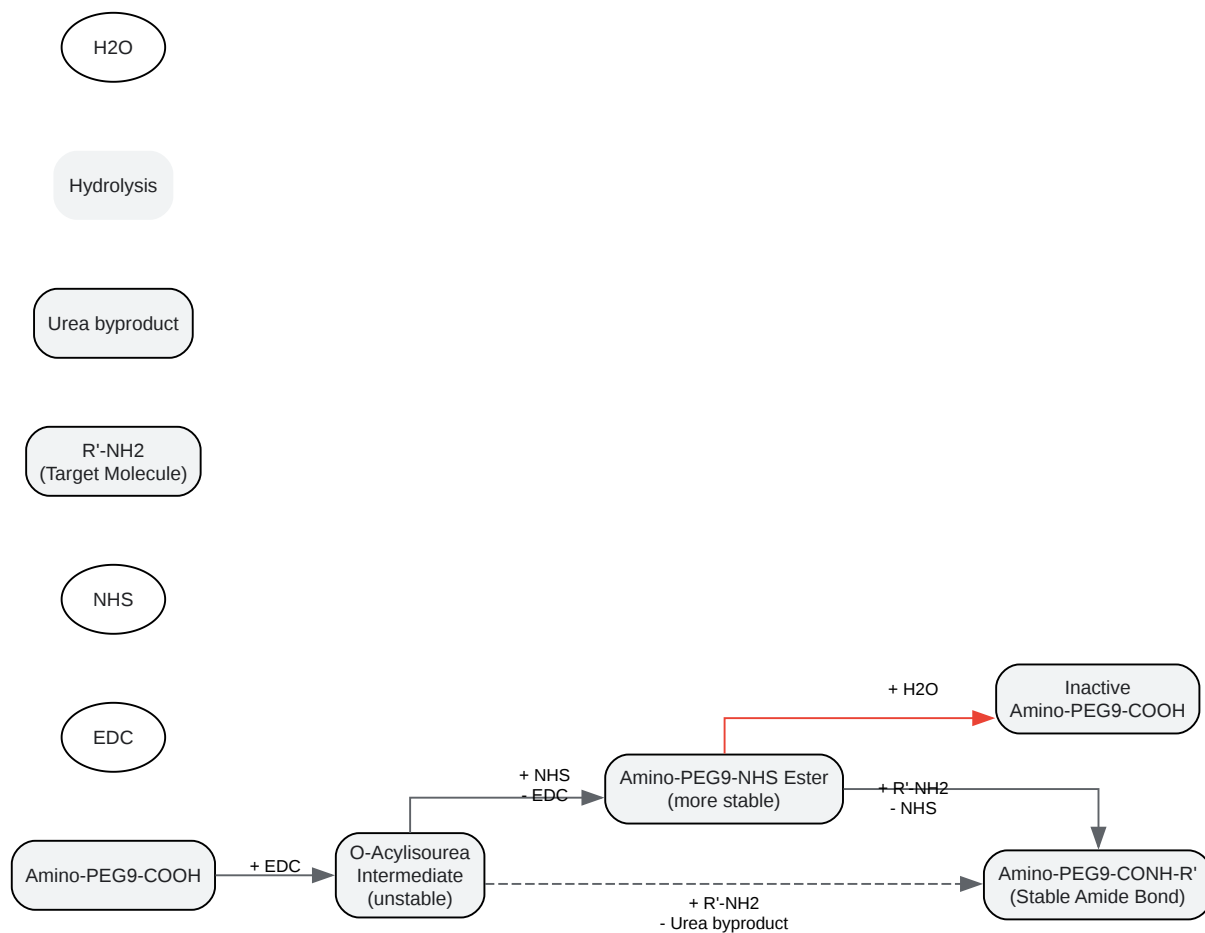 H2O
Hydrolysis
Urea byproduct
R'-NH2
(Target Molecule)
NHS
EDC
Inactive
Amino-PEG9-COOH
+ H2O
Amino-PEG9-NHS Ester
(more stable)
+ NHS
- EDC
+ R'-NH2
- NHS
Amino-PEG9-COOH
+ EDC
O-Acylisourea
Intermediate
(unstable)
+ R'-NH2
- Urea byproduct
Amino-PEG9-CONH-R'
(Stable Amide Bond)